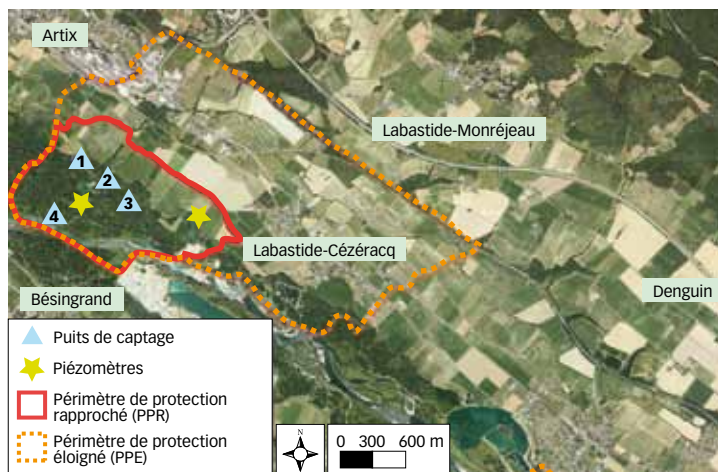 Artix
Labastide-Monréjeau
1
2
3
4
Labastide-Cézéracq
Bésingrand
Denguin
Puits de captage
Piézomètres
Périmètre de protection
rapproché (PPR)
Périmètre de protection
éloigné (PPE)
N
0 300 600 m